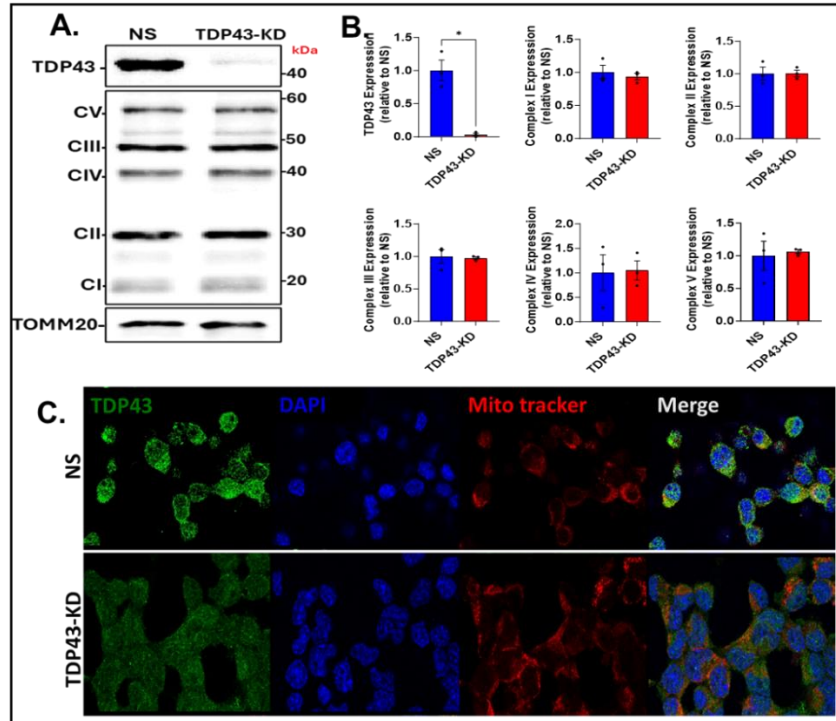 A.
NS TDP43-KD
kDa
TDP43-
-40
-60
CV-
-50
CIII-
CIV-
-40
CII-
-30
CI-
-20
TOMM20-
B
TDP43 Expresssion
(relative to NS)
1.5
1.0
0.5
0.0
*
NS
TDP43-KD
Complex I Expresssion
(relative to NS)
1.5
1.0
0.5
0.0
NS
TDP43-KD
Complex II Expresssion
(relative to NS)
1.5
1.0
0.5
0.0
NS
TDP43-KD
Complex III Expresssion
(relative to NS)
1.5
1.0
0.5
0.0
NS
TDP43-KD
Complex IV Expresssion
(relative to NS)
2.0
1.5
1.0
0.5
0.0
NS
TDP43-KD
Complex V Expresssion
(relative to NS)
1.5
1.0
0.5
0.0
NS
TDP43-KD
C.
TDP43 DAPI Mito tracker Merge
NS
TDP43-KD